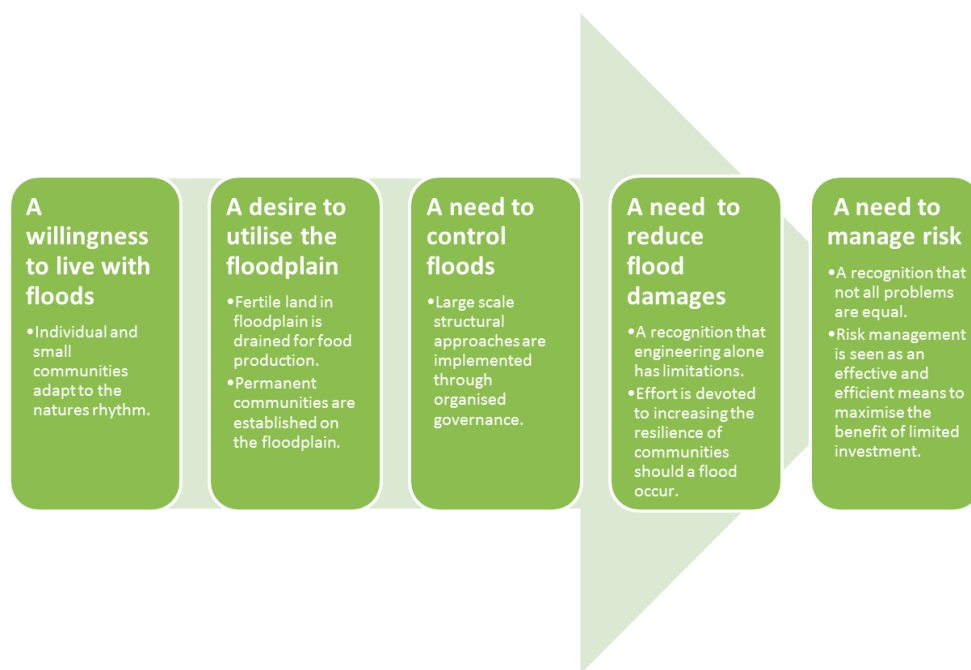 A
willingness
to live with
floods
•Individual and
small
communities
adapt to the
natures rhythm.
A desire to
utilise the
floodplain
•Fertile land in
floodplain is
drained for food
production.
•Permanent
communities are
established on
the floodplain.
A need to
control
floods
•Large scale
structural
approaches are
implemented
through
organised
governance.
A need to
reduce
flood
damages
•A recognition that
engineering alone
has limitations.
•Effort is devoted
to increasing the
resilience of
communities
should a flood
occur.
A need to
manage risk
•A recognition that
not all problems
are equal.
•Risk management
is seen as an
effective and
efficient means to
maximise the
benefit of limited
investment.